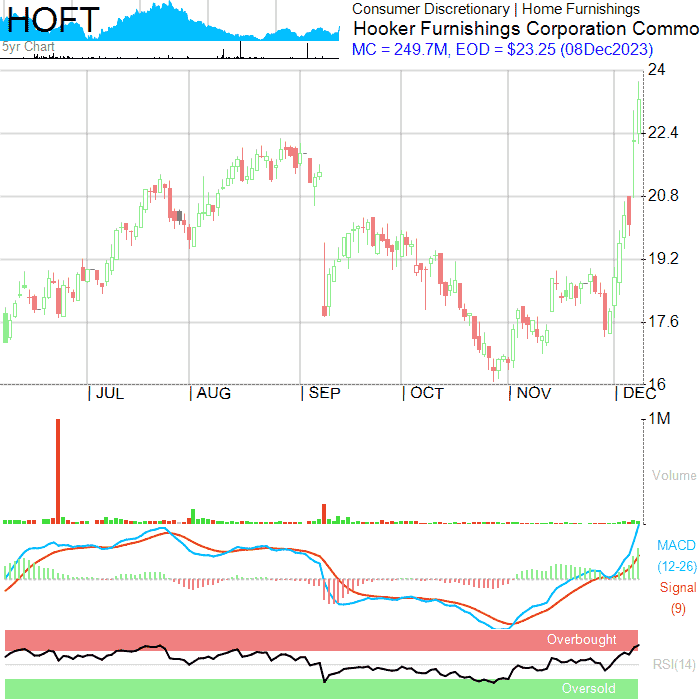 HOFT
5yr Chart
Consumer Discretionary | Home Furnishings
Hooker Furnishings Corporation Commo
MC = 249.7M, EOD = $23.25 (08Dec2023)
24
22.4
20.8
19.2
17.6
16
| JUL | AUG | SEP | OCT | NOV | DEC
1M
Volume
MACD
(12-26)
Signal
(9)
Overbought
RSI(14)
Oversold